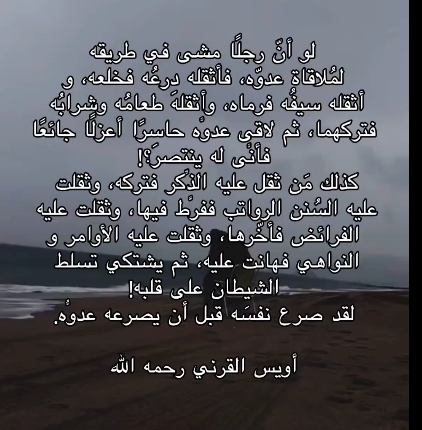 لو أنّ رجلًا مشى في طريقه
لمُلاقاةِ عدوّه، فأثقله درعُه فخلعه، و
أثقله سيفُه فرماه، وأثقلهَ طعامُه وشرابُه
فتركهما، ثم لاقى عدوّه حاسرًا أعزلًا جائعًا
فأنّى له ينتصرَ؟!
كذلك مَن ثقل عليه الذِكر فتركه، وثقلت
عليه السُنن الرواتب ففرَّط فيها، وثقلت عليه
الفرائض فأخّرها، وثقلت عليه الأوامر و
النواهي فهانت عليه، ثم يشتكي تسلط
الشيطان على قلبه!
لقد صرع نفسَه قبل أن يصرعه عدوُه.
أويس القرني رحمه الله